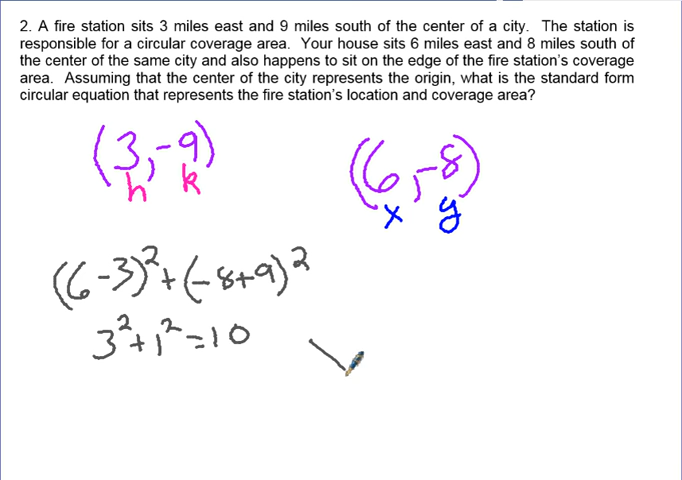 2. A fire station sits 3 miles east and 9 miles south of the center of a city. The station is
responsible for a circular coverage area. Your house sits 6 miles east and 8 miles south of
the center of the same city and also happens to sit on the edge of the fire station's coverage
area. Assuming that the center of the city represents the origin, what is the standard form
circular equation that represents the fire station's location and coverage area?
(3,-9) (6,-8)
h k x y
(6-3)²+(-8+9)²
3²+1²=10